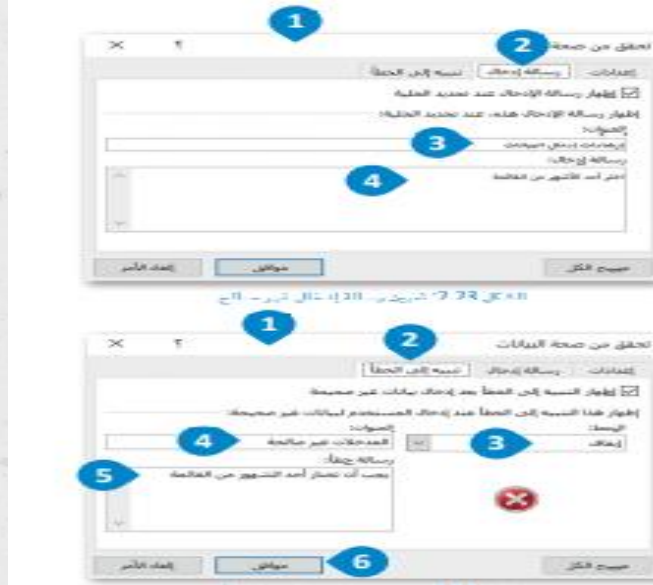 1
تحقق من صحة
2
إعدادات
رسالة إدخال
تنبيه إلى الخطأ
إظهار رسالة الإدخال عند تحديد الخلية
إظهار رسالة الإدخال هذه، عند تحديد الخلية:
العنوان:
إرشادات إدخال البيانات
3
رسالة إدخال:
اختر أحد الأشهر من القائمة
4
مسح الكل
موافق
إلغاء الأمر
1
تحقق من صحة البيانات
2
إعدادات
رسالة إدخال
تنبيه إلى الخطأ
إظهار التنبيه إلى الخطأ بعد إدخال بيانات غير صحيحة
إظهار هذا التنبيه إلى الخطأ عند إدخال المستخدم لبيانات غير صحيحة:
النمط:
العنوان:
إيقاف
3
المدخلات غير صالحة
4
رسالة خطأ:
يجب أن تختار أحد الشهور من القائمة
5
مسح الكل
موافق
6
إلغاء الأمر